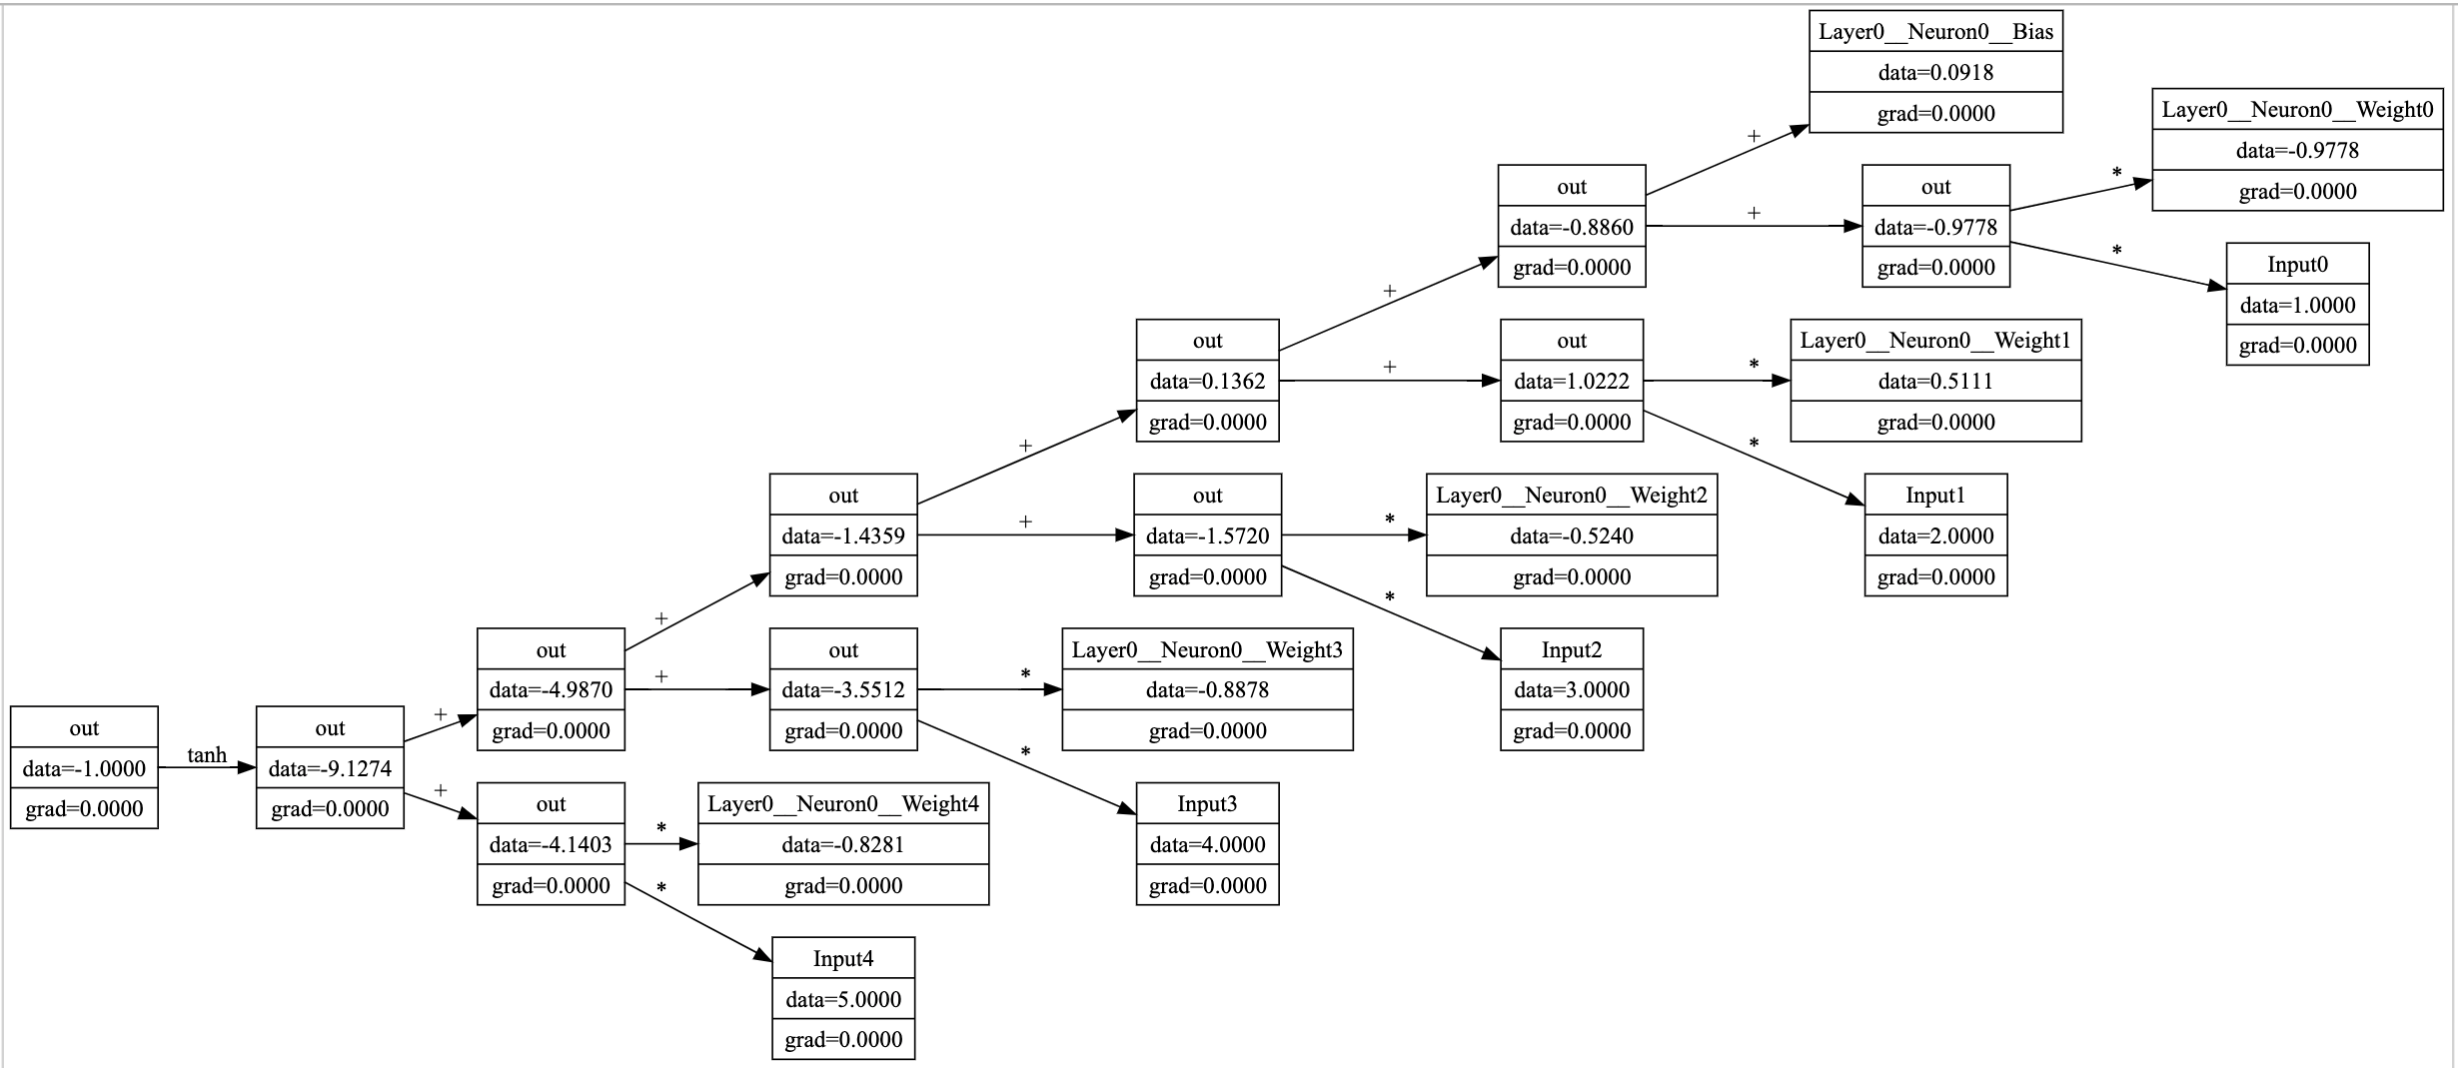 Layer0__Neuron0__Bias
data=0.0918
grad=0.0000
+
Layer0__Neuron0__Weight0
data=-0.9778
grad=0.0000
*
out
data=-0.8860
grad=0.0000
+
out
data=-0.9778
grad=0.0000
*
Input0
data=1.0000
grad=0.0000
+
out
data=0.1362
grad=0.0000
+
out
data=1.0222
grad=0.0000
*
Layer0__Neuron0__Weight1
data=0.5111
grad=0.0000
*
+
out
data=-1.4359
grad=0.0000
+
out
data=-1.5720
grad=0.0000
*
Layer0__Neuron0__Weight2
data=-0.5240
grad=0.0000
Input1
data=2.0000
grad=0.0000
*
+
out
data=-4.9870
grad=0.0000
+
out
data=-3.5512
grad=0.0000
*
Layer0__Neuron0__Weight3
data=-0.8878
grad=0.0000
Input2
data=3.0000
grad=0.0000
*
out
data=-1.0000
grad=0.0000
tanh
out
data=-9.1274
grad=0.0000
+
+
out
data=-4.1403
grad=0.0000
*
Layer0__Neuron0__Weight4
data=-0.8281
grad=0.0000
Input3
data=4.0000
grad=0.0000
*
Input4
data=5.0000
grad=0.0000